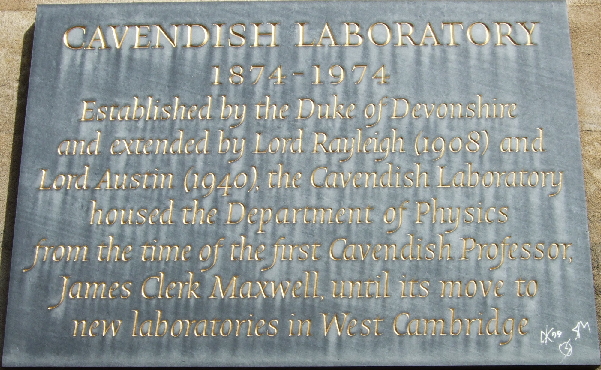 CAVENDISH LABORATORY
1874-1974
Established by the Duke of Devonshire
and extended by Lord Rayleigh (1908) and
Lord Austin (1940), the Cavendish Laboratory
housed the Department of Physics
from the time of the first Cavendish Professor,
James Clerk Maxwell, until its move to
new laboratories in West Cambridge